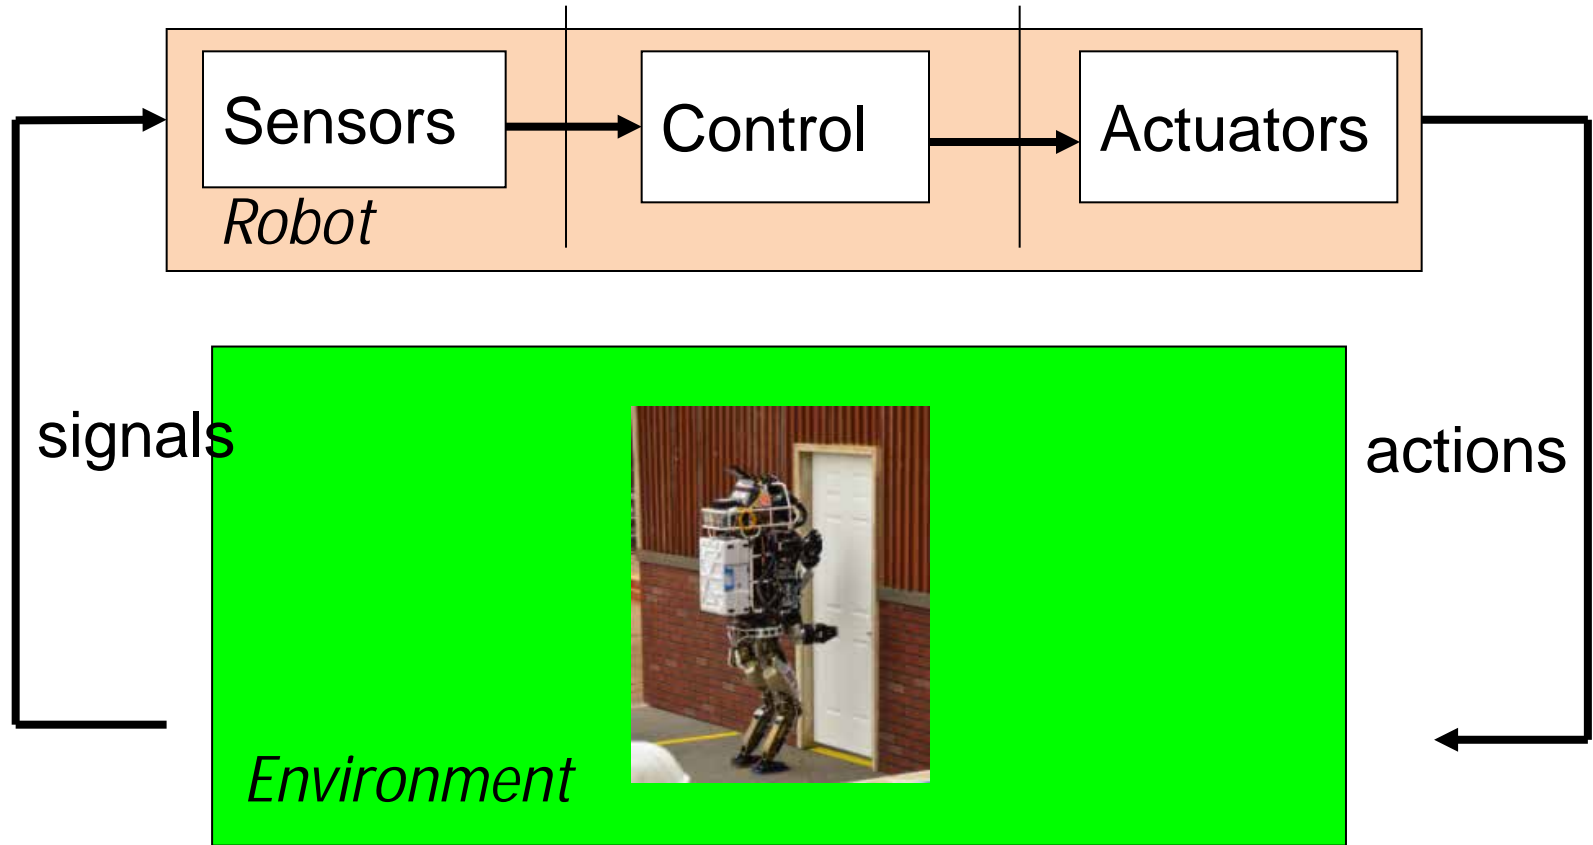 Sensors
Control
Actuators
Robot
signals
actions
Environment